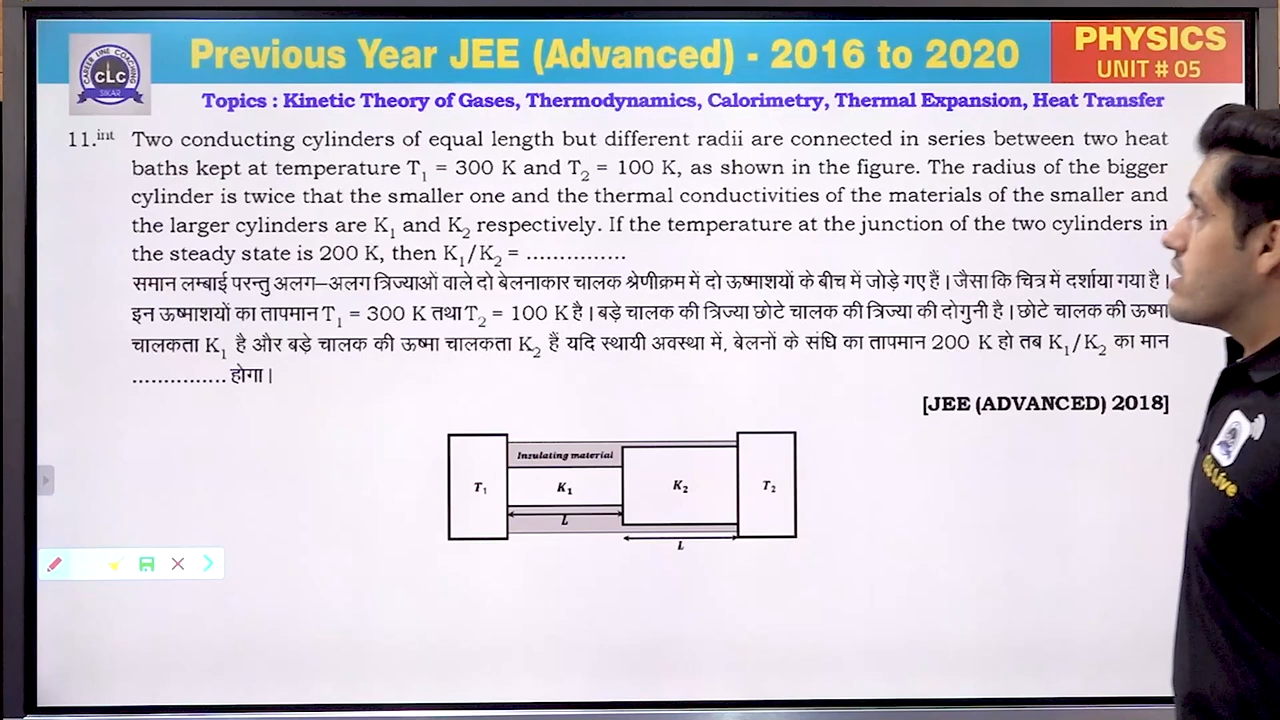 Previous Year JEE (Advanced) - 2016 to 2020
PHYSICS
UNIT # 05
CAREER LINE COACHING
CLC
SIKAR
Topics : Kinetic Theory of Gases, Thermodynamics, Calorimetry, Thermal Expansion, Heat Transfer
11.int Two conducting cylinders of equal length but different radii are connected in series between two heat
baths kept at temperature T1 = 300 K and T2 = 100 K, as shown in the figure. The radius of the bigger
cylinder is twice that the smaller one and the thermal conductivities of the materials of the smaller and
the larger cylinders are K1 and K2 respectively. If the temperature at the junction of the two cylinders in
the steady state is 200 K, then K1/K2 = ...............
समान लम्बाई परन्तु अलग–अलग त्रिज्याओं वाले दो बेलनाकार चालक श्रेणीक्रम में दो ऊष्माशयों के बीच में जोड़े गए हैं। जैसा कि चित्र में दर्शाया गया है।
इन ऊष्माशयों का तापमान T1 = 300 K तथा T2 = 100 K है। बड़े चालक की त्रिज्या छोटे चालक की त्रिज्या की दोगुनी है। छोटे चालक की ऊष्मा
चालकता K1 है और बड़े चालक की ऊष्मा चालकता K2 हैं यदि स्थायी अवस्था में, बेलनों के संधि का तापमान 200 K हो तब K1/K2 का मान
............... होगा।
[JEE (ADVANCED) 2018]
Insulating material
T1 K1 K2 T2
L
L
Live